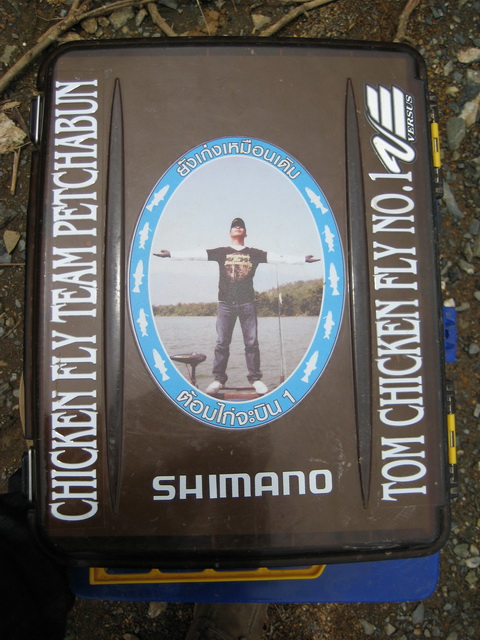 CHICKEN FLY TEAM PETCHABUN
ยังเก่งเหมือนเดิม
ต้อมไก่จะบิน 1
SHIMANO
TOM CHICKEN FLY NO.1
VERSUS